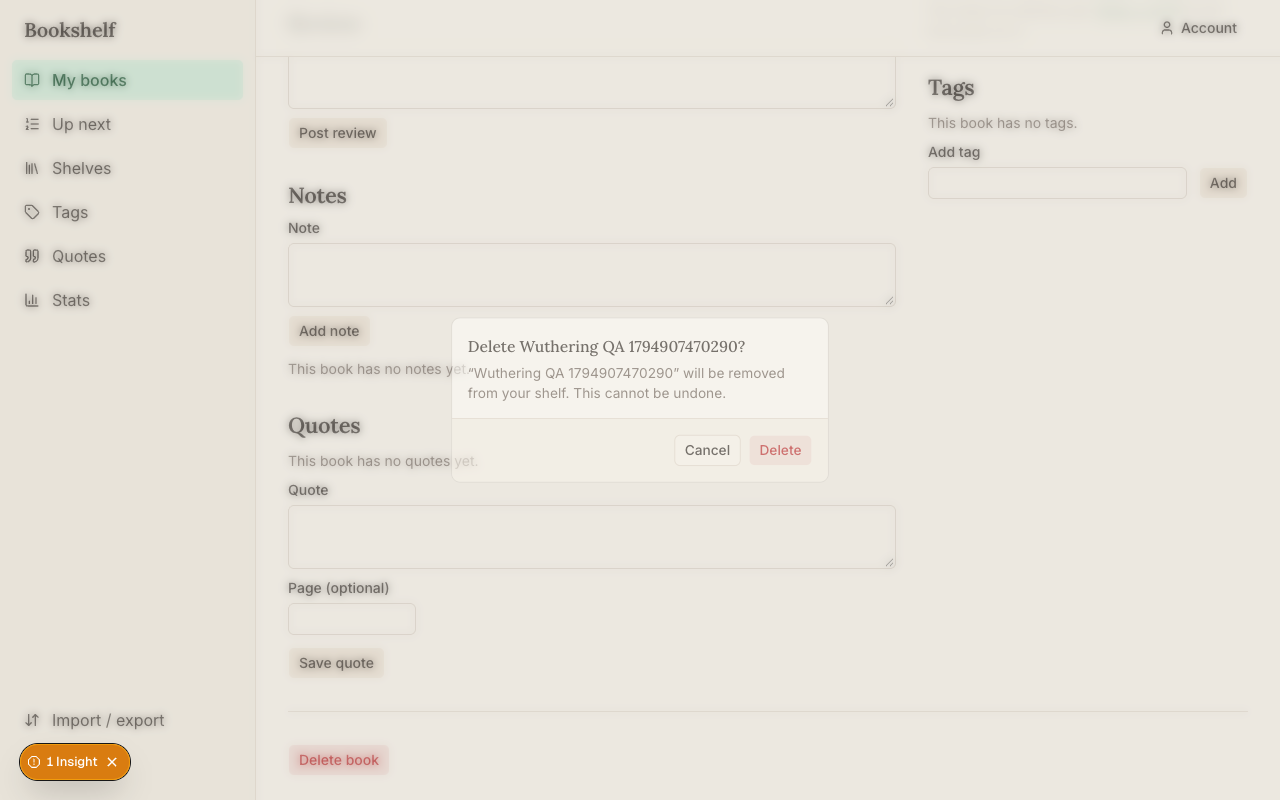 Bookshelf
My books
Up next
Shelves
Tags
Quotes
Stats
Import / export
1 Insight
Account
Post review
Notes
Note
Add note
This book has no notes yet.
Quotes
This book has no quotes yet.
Quote
Page (optional)
Save quote
Delete book
Tags
This book has no tags.
Add tag
Add
Delete Wuthering QA 1794907470290?
“Wuthering QA 1794907470290” will be removed
from your shelf. This cannot be undone.
Cancel
Delete